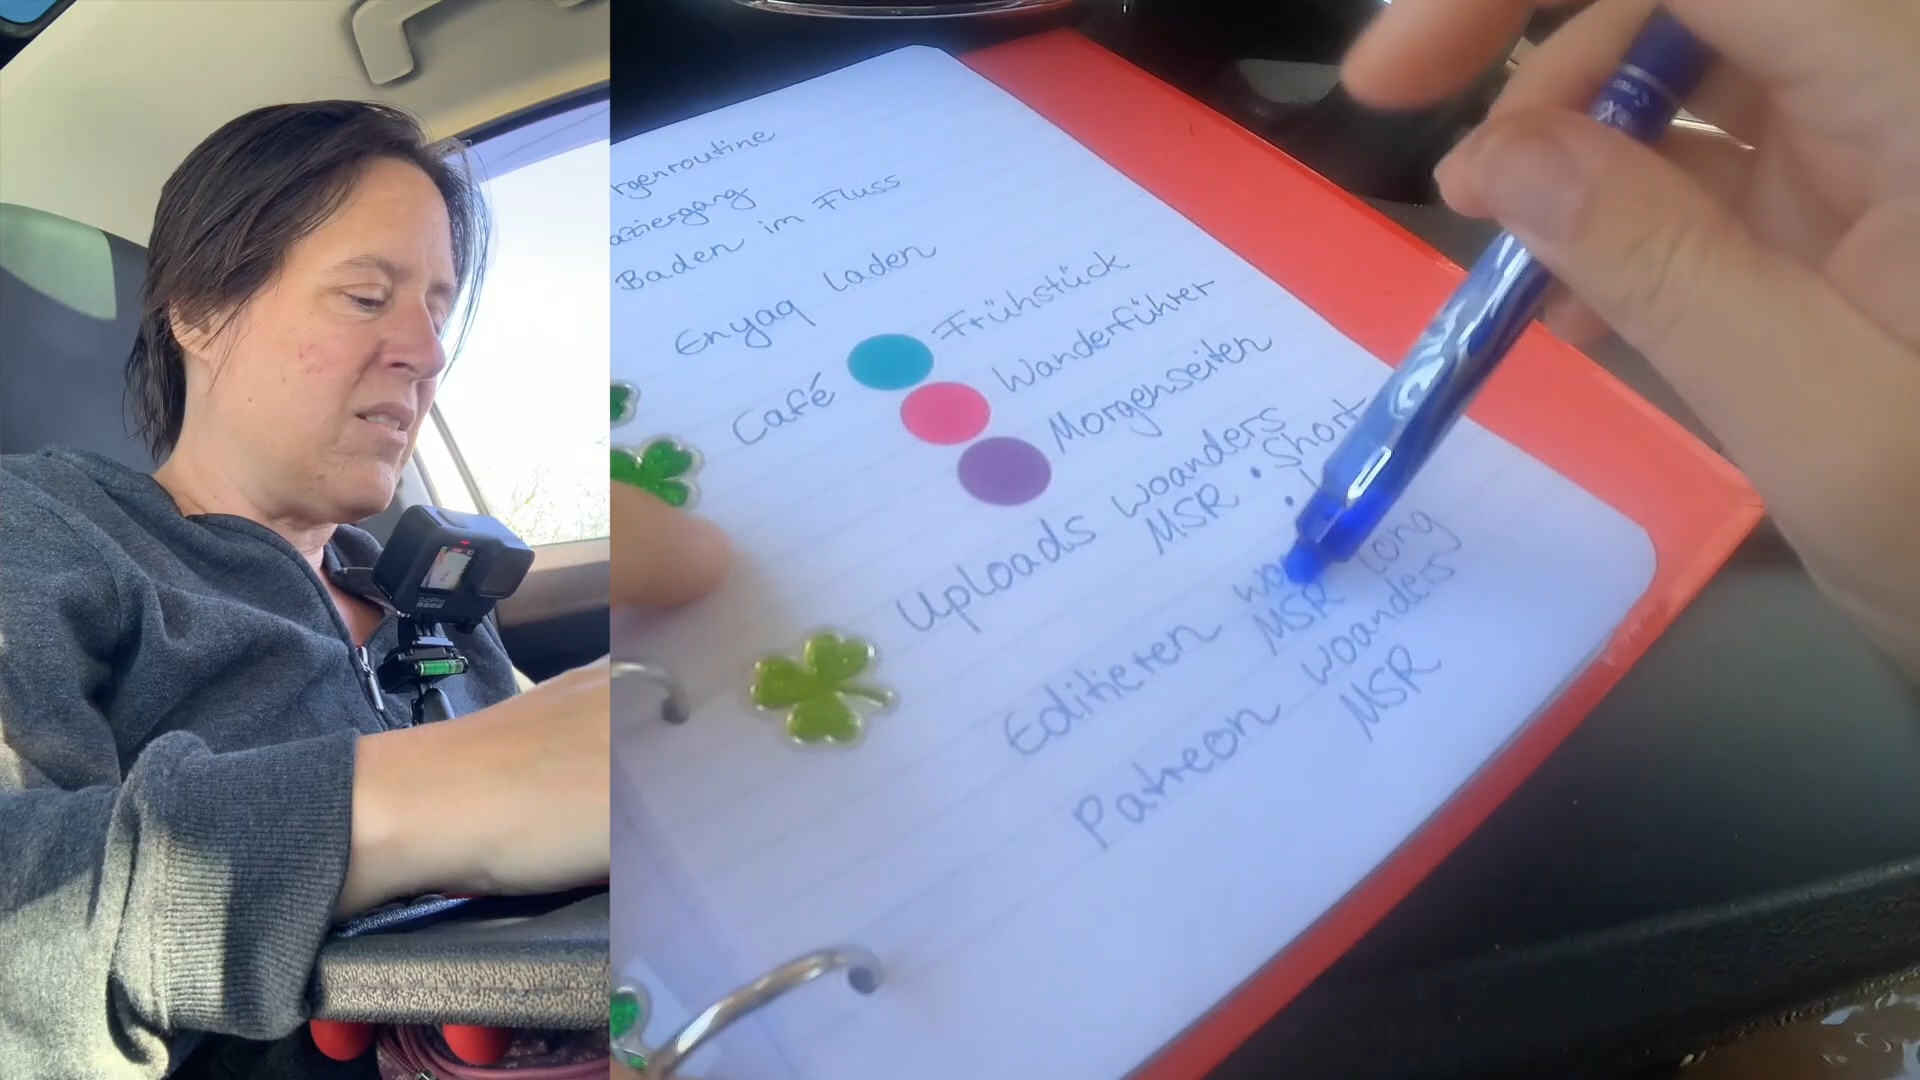 rgenroutine
aziergang
Baden im Fluss
Enyaq laden
Café
Frühstück
Wanderführer
Morgenseiten
Uploads woanders
MSR • Short
•
Editieren
MSR long
Patreon woanders
MSR
GoPro